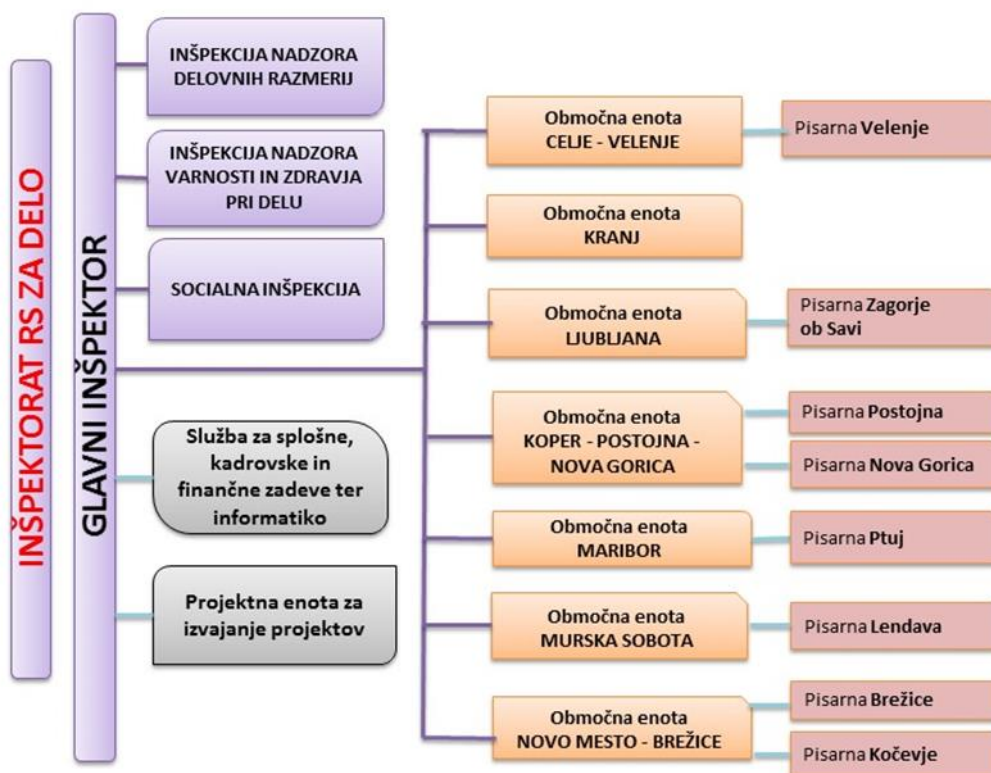 INŠPEKTORAT RS ZA DELO
GLAVNI INŠPEKTOR
INŠPEKCIJA NADZORA
DELOVNIH RAZMERIJ
INŠPEKCIJA NADZORA
VARNOSTI IN ZDRAVJA
PRI DELU
SOCIALNA INŠPEKCIJA
Služba za splošne,
kadrovske in
finančne zadeve ter
informatiko
Projektna enota za
izvajanje projektov
Območna enota
CELJE - VELENJE
Pisarna Velenje
Območna enota
KRANJ
Območna enota
LJUBLJANA
Pisarna Zagorje
ob Savi
Območna enota
KOPER - POSTOJNA -
NOVA GORICA
Pisarna Postojna
Pisarna Nova Gorica
Območna enota
MARIBOR
Pisarna Ptuj
Območna enota
MURSKA SOBOTA
Pisarna Lendava
Območna enota
NOVO MESTO - BREŽICE
Pisarna Brežice
Pisarna Kočevje